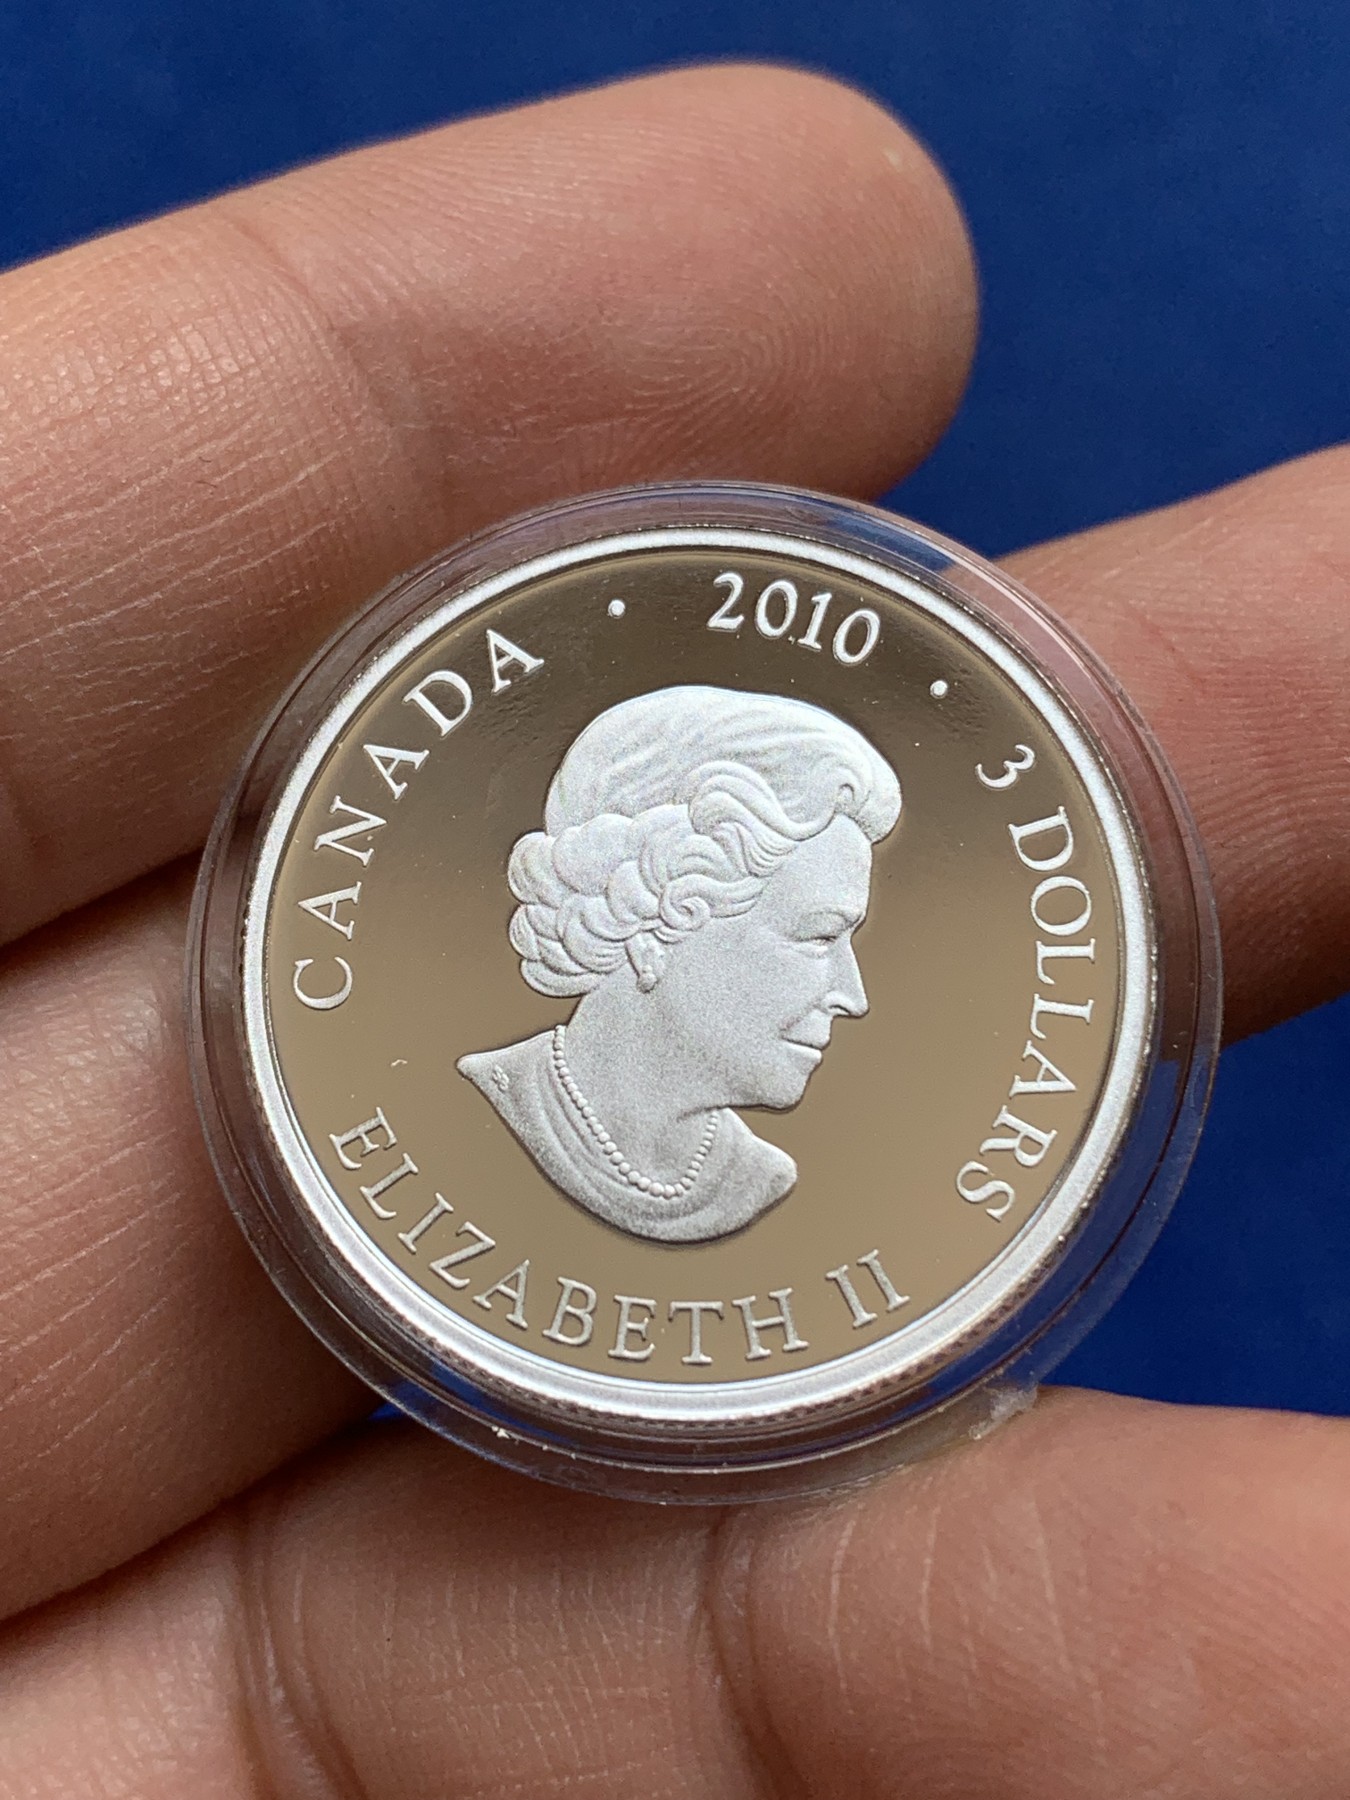 CANADA • 2010 • 3 DOLLARS
ELIZABETH II